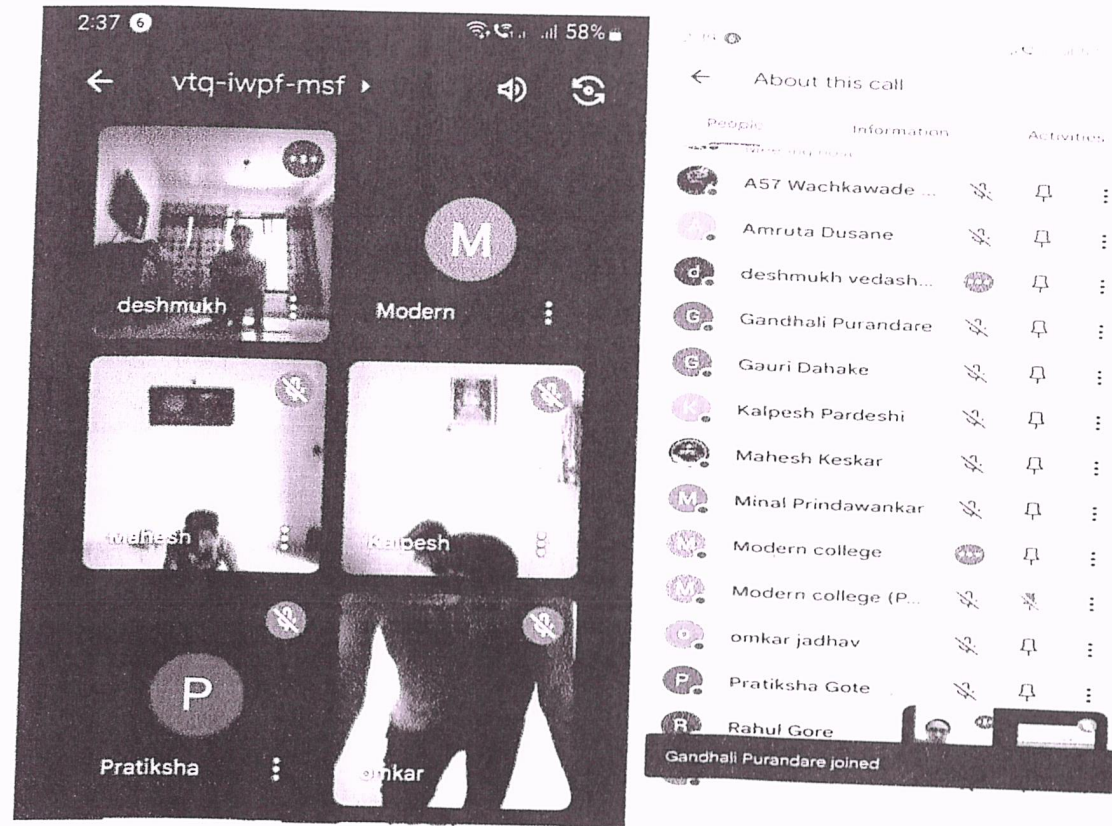 2:37 6 58%
vtq-iwpf-msf
deshmukh
M
Modern
Mahesh
Kalpesh
P
Pratiksha
omkar
About this call
People Information Activities
A57 Wachkawade ...
A
Amruta Dusane
d
deshmukh vedash...
G
Gandhali Purandare
G
Gauri Dahake
K
Kalpesh Pardeshi
Mahesh Keskar
M
Minal Prindawankar
M
Modern college
M
Modern college (P...
o
omkar jadhav
P
Pratiksha Gote
R
Rahul Gore
Gandhali Purandare joined